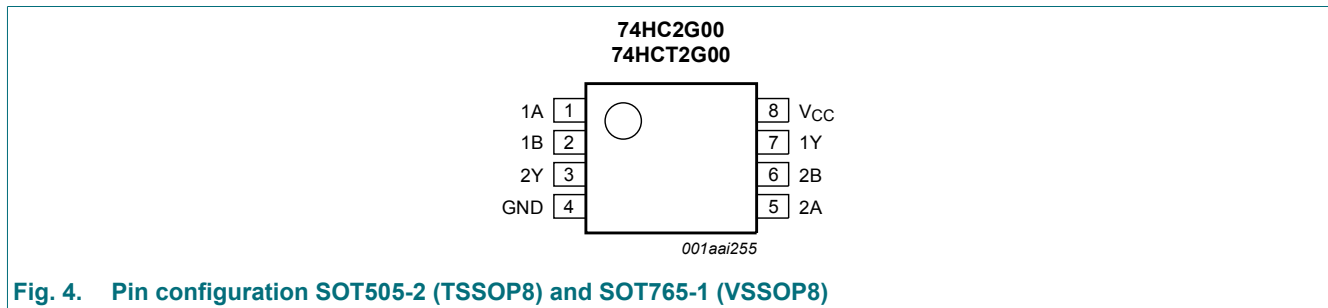 74HC2G00
74HCT2G00
1A 1 8 VCC
1B 2 7 1Y
2Y 3 6 2B
GND 4 5 2A
001aai255
Fig. 4. Pin configuration SOT505-2 (TSSOP8) and SOT765-1 (VSSOP8)